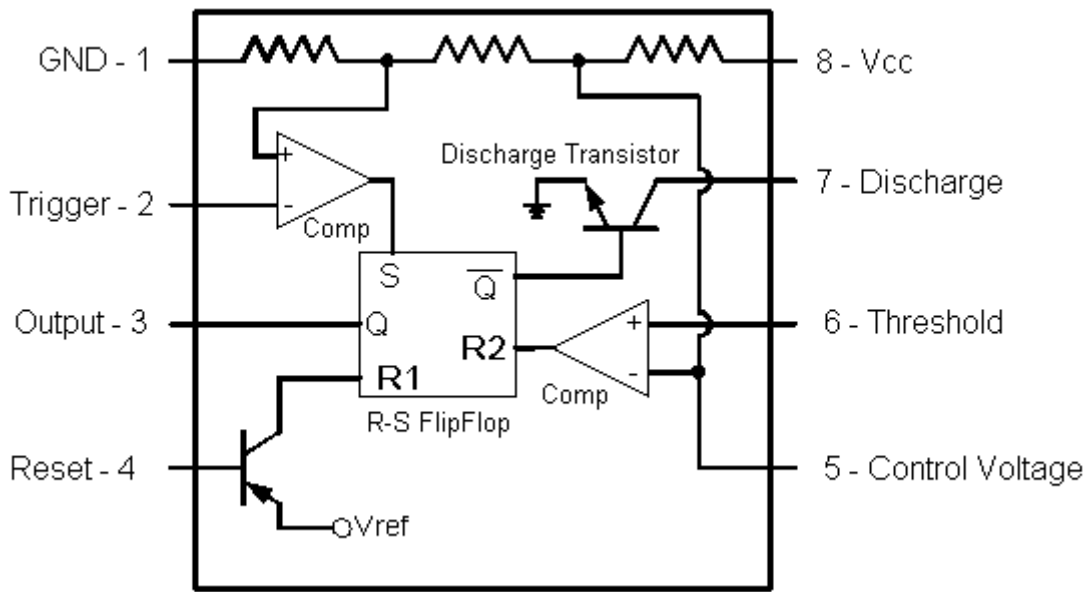 GND - 1
8 - Vcc
Discharge Transistor
+
-
Comp
Trigger - 2
7 - Discharge
S
Q
Output - 3
Q
R2
+
-
6 - Threshold
R1
Comp
R-S FlipFlop
Reset - 4
5 - Control Voltage
Vref